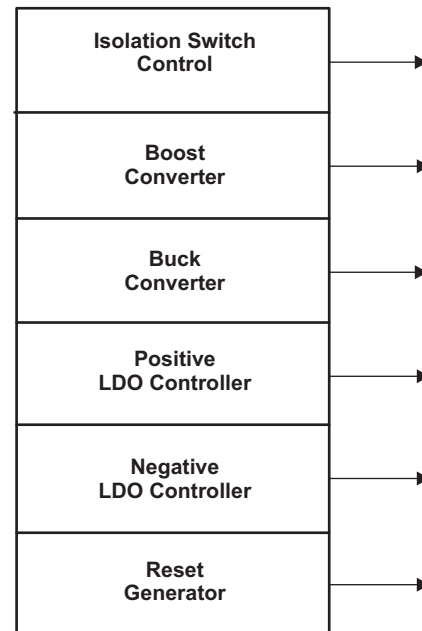 Isolation Switch
Control
Boost
Converter
Buck
Converter
Positive
LDO Controller
Negative
LDO Controller
Reset
Generator